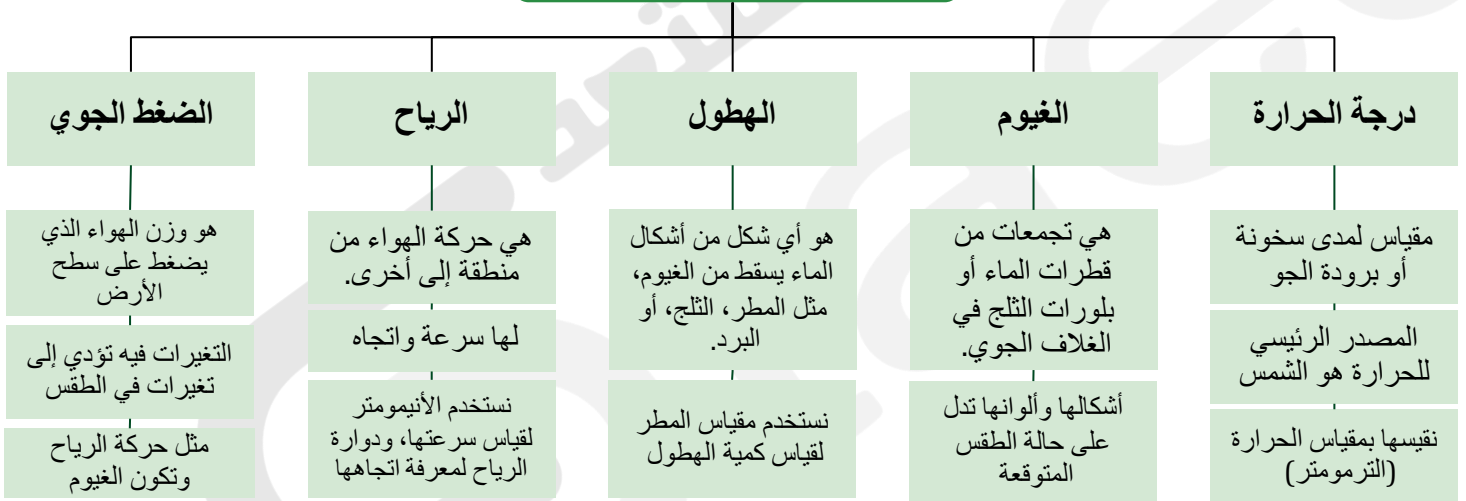 درجة الحرارة
مقياس لمدى سخونة
أو برودة الجو
المصدر الرئيسي
للحرارة هو الشمس
نقيسها بمقياس الحرارة
(الترمومتر)
الغيوم
هي تجمعات من
قطرات الماء أو
بلورات الثلج في
الغلاف الجوي.
أشكالها وألوانها تدل
على حالة الطقس
المتوقعة
الهطول
هو أي شكل من أشكال
الماء يسقط من الغيوم،
مثل المطر، الثلج، أو
البرد.
نستخدم مقياس المطر
لقياس كمية الهطول
الرياح
هي حركة الهواء من
منطقة إلى أخرى.
لها سرعة واتجاه
نستخدم الأنيمومتر
لقياس سرعتها، ودوارة
الرياح لمعرفة اتجاهها
الضغط الجوي
هو وزن الهواء الذي
يضغط على سطح
الأرض
التغيرات فيه تؤدي إلى
تغيرات في الطقس
مثل حركة الرياح
وتكون الغيوم